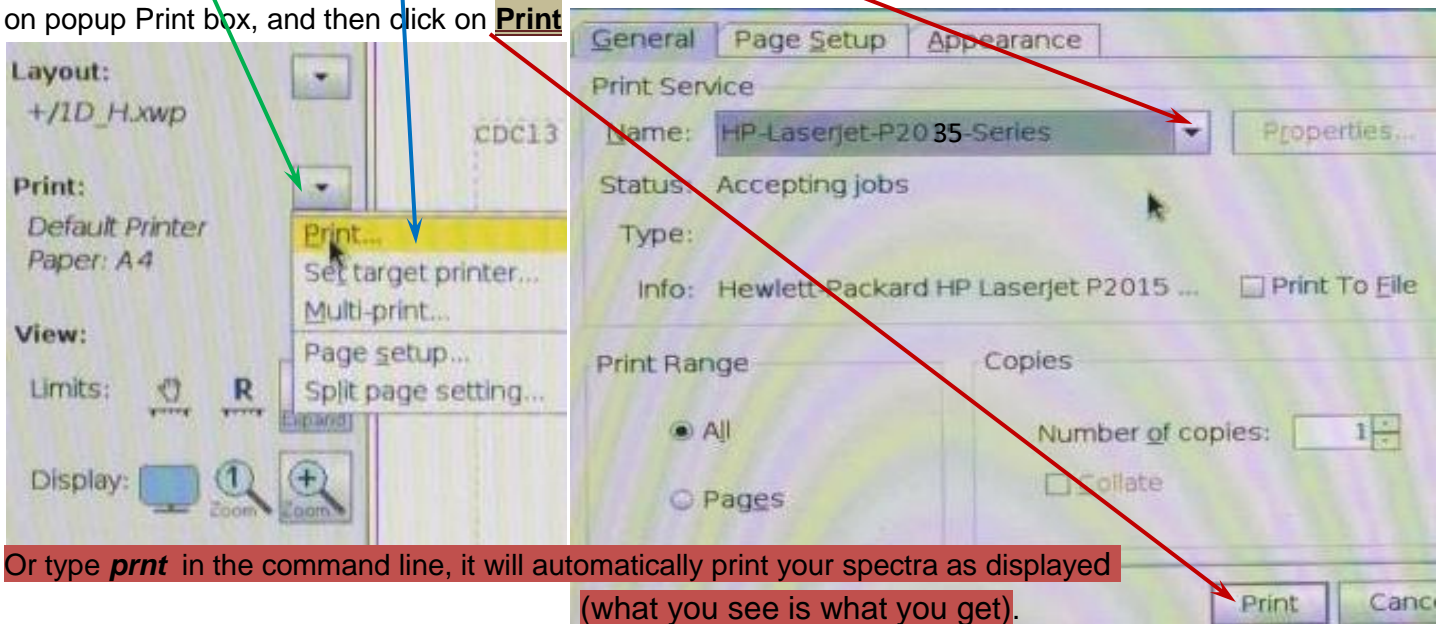 on popup Print box, and then click on Print
Layout:
+/1D_H.xwp
CDCl3
Print:
Default Printer
Paper: A4
Print...
Set target printer...
Multi-print...
Page setup...
Split page setting...
View:
Limits:
R
Expand
Display:
1
Zoom
+
Zoom
General Page Setup Appearance
Print Service
Name: HP-LaserJet-P2035-Series Properties...
Status: Accepting jobs
Type:
Info: Hewlett-Packard HP LaserJet P2015 ... Print To File
Print Range
All
Pages
Copies
Number of copies: 1
Collate
Print Canc
Or type prnt in the command line, it will automatically print your spectra as displayed
(what you see is what you get).